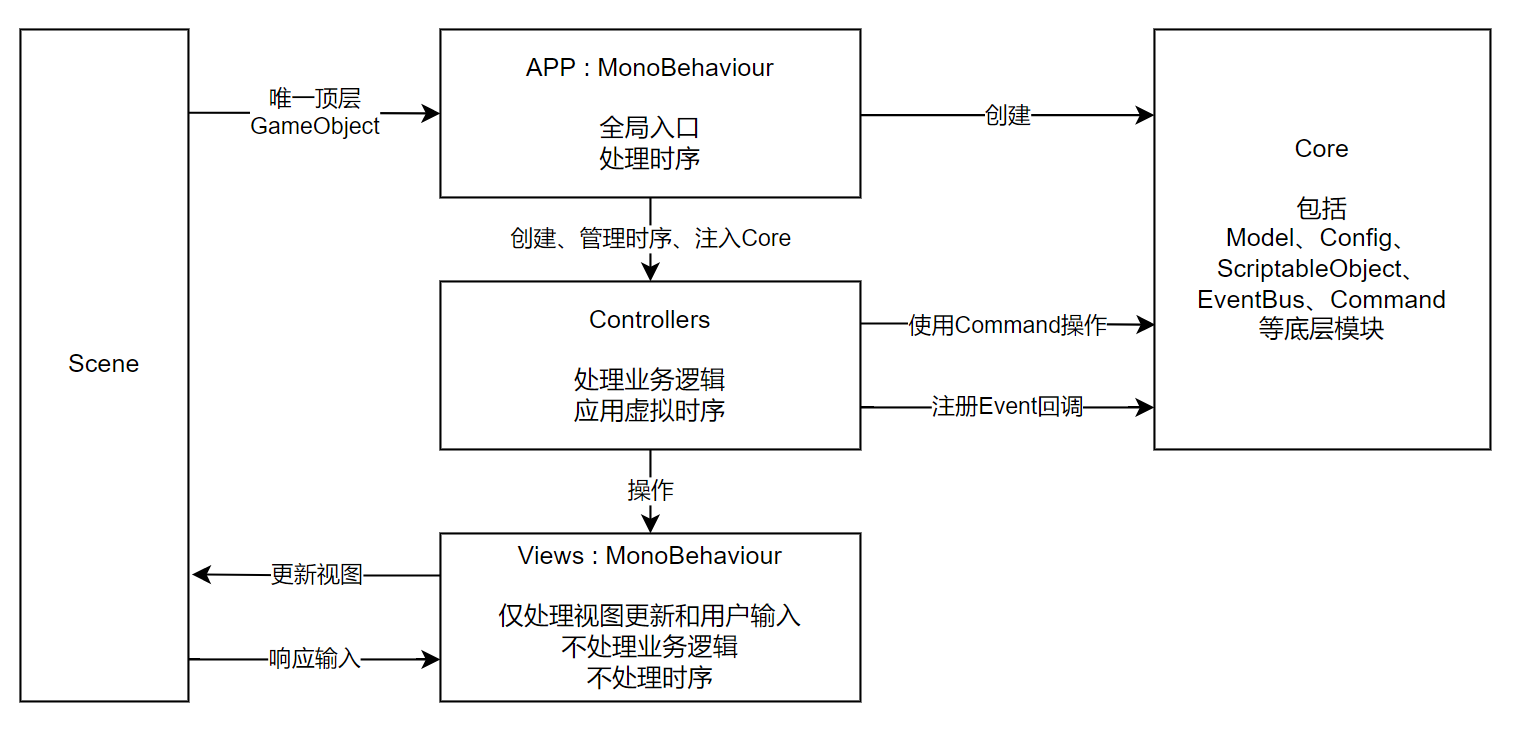 Scene
唯一顶层
GameObject
APP : MonoBehaviour
全局入口
处理时序
创建
Core
包括
Model、Config、
ScriptableObject、
EventBus、Command
等底层模块
创建、管理时序、注入Core
Controllers
处理业务逻辑
应用虚拟时序
使用Command操作
注册Event回调
操作
Views : MonoBehaviour
仅处理视图更新和用户输入
不处理业务逻辑
不处理时序
更新视图
响应输入